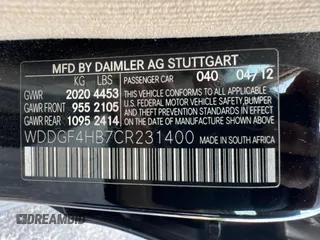 MFD BY DAIMLER AG STUTTGART
KG LBS PASSENGER CAR 040 04/12
GVWR 2020 4453
GAWR FRONT 955 2105
GAWR REAR 1095 2414
THIS VEHICLE CONFORMS TO ALL APPLICABLE
U.S. FEDERAL MOTOR VEHICLE SAFETY, BUMPER
AND THEFT PREVENTION STANDARDS IN EFFECT
ON THE DATE OF MANUFACTURE SHOWN ABOVE.
WDDGF4HB7CR231400
MADE IN SOUTH AFRICA
DREAMBID